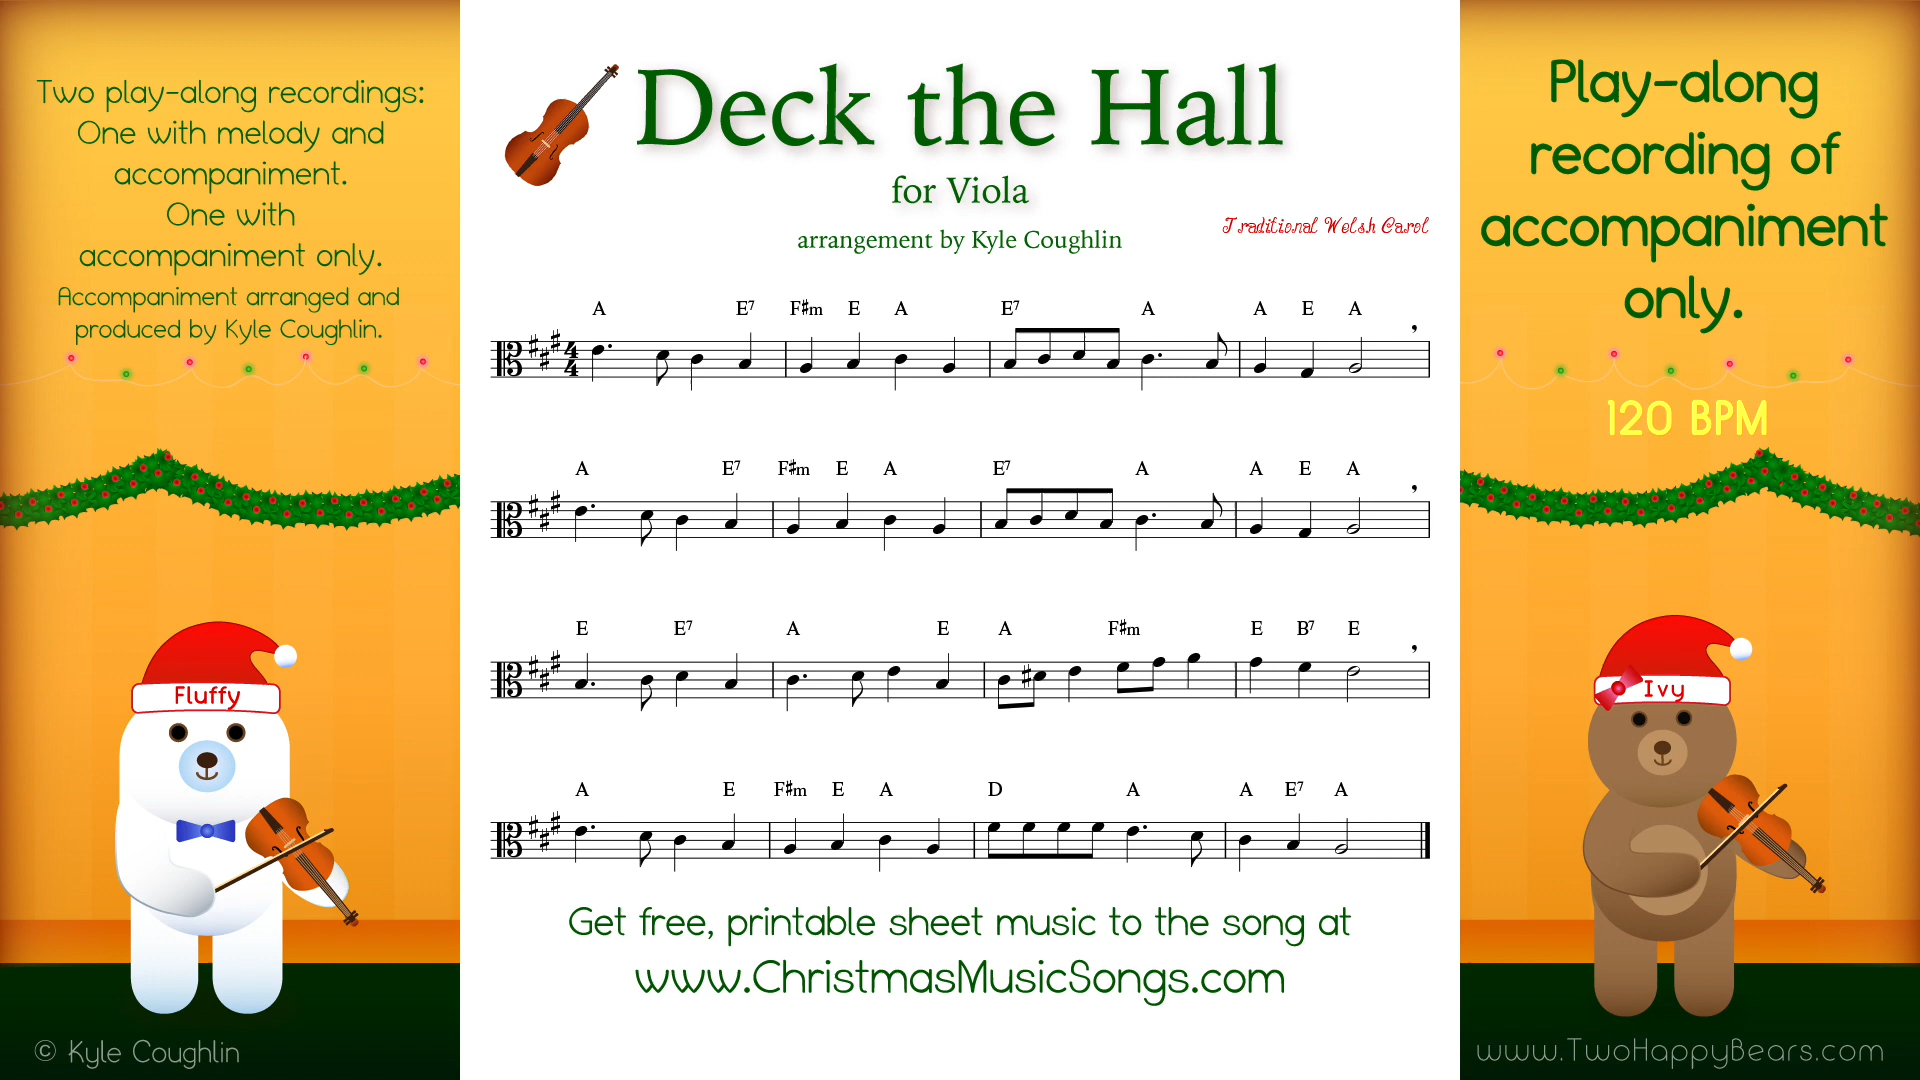 Two play-along recordings:
One with melody and
accompaniment.
One with
accompaniment only.
Accompaniment arranged and
produced by Kyle Coughlin.
Fluffy
© Kyle Coughlin
Deck the Hall
for Viola
arrangement by Kyle Coughlin
Traditional Welsh Carol
A E7 F#m E A E7 A A E A
4
4
A E7 F#m E A E7 A A E A
E E7 A E A F#m E B7 E
A E F#m E A D A A E7 A
Get free, printable sheet music to the song at
www.ChristmasMusicSongs.com
Play-along
recording of
accompaniment
only.
120 BPM
Ivy
www.TwoHappyBears.com